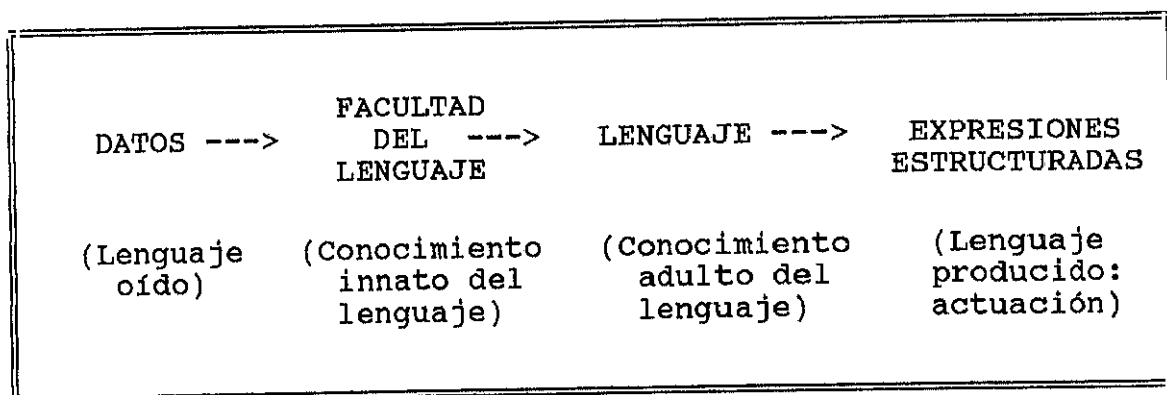 FACULTAD
DATOS ---> DEL ---> LENGUAJE ---> EXPRESIONES
LENGUAJE ESTRUCTURADAS
(Lenguaje (Conocimiento (Conocimiento (Lenguaje
oído) innato del adulto del producido:
lenguaje) lenguaje) actuación)